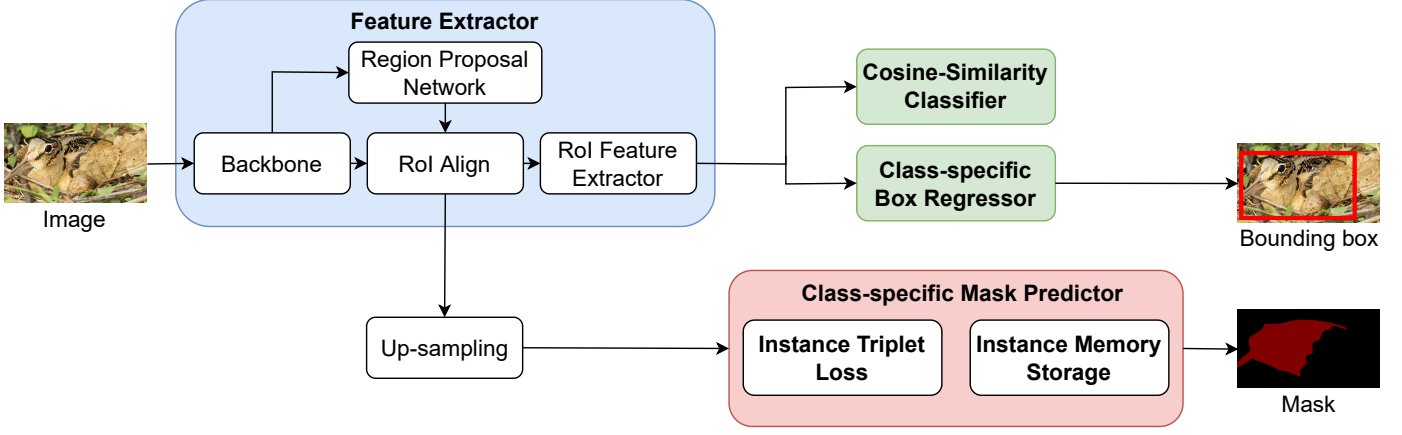 Feature Extractor
Region Proposal
Network
Backbone
RoI Align
RoI Feature
Extractor
Image
Cosine-Similarity
Classifier
Class-specific
Box Regressor
Bounding box
Up-sampling
Class-specific Mask Predictor
Instance Triplet
Loss
Instance Memory
Storage
Mask